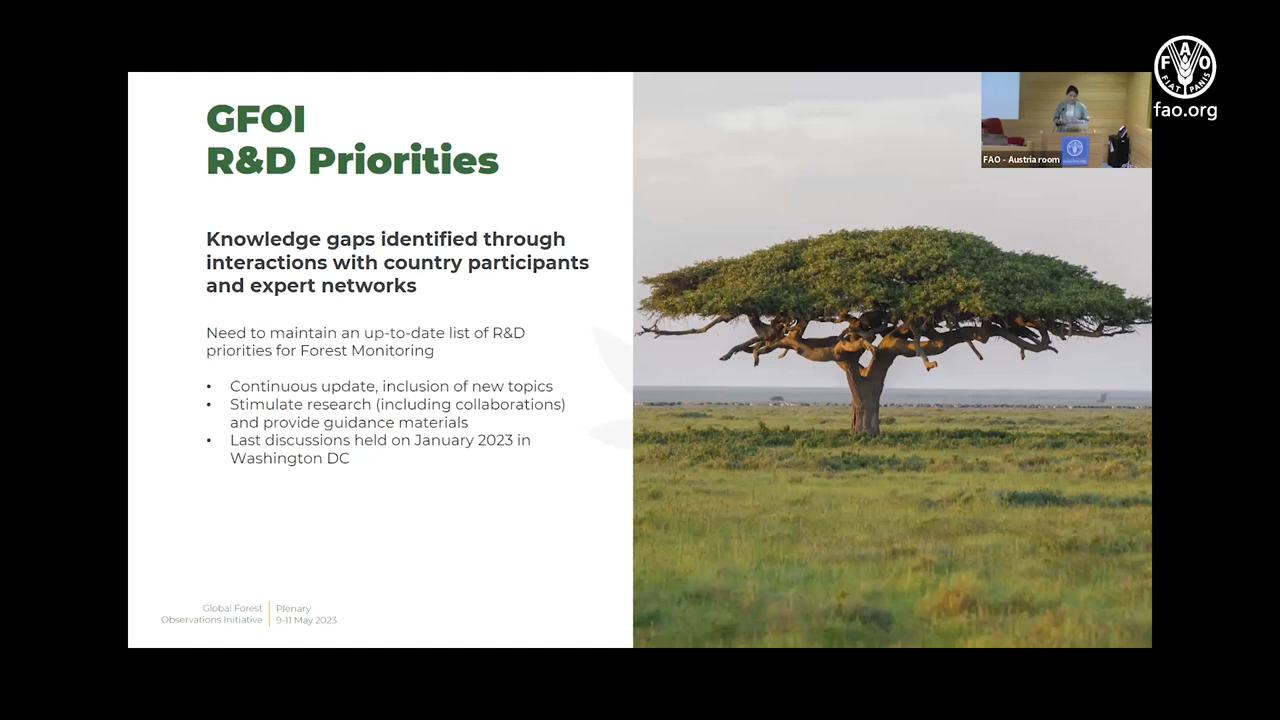 GFOI
R&D Priorities
Knowledge gaps identified through
interactions with country participants
and expert networks
Need to maintain an up-to-date list of R&D
priorities for Forest Monitoring
• Continuous update, inclusion of new topics
• Stimulate research (including collaborations)
and provide guidance materials
• Last discussions held on January 2023 in
Washington DC
Global Forest
Observations Initiative
Plenary
9-11 May 2023
FAO - Austria room
F A O
FIAT PANIS
fao.org